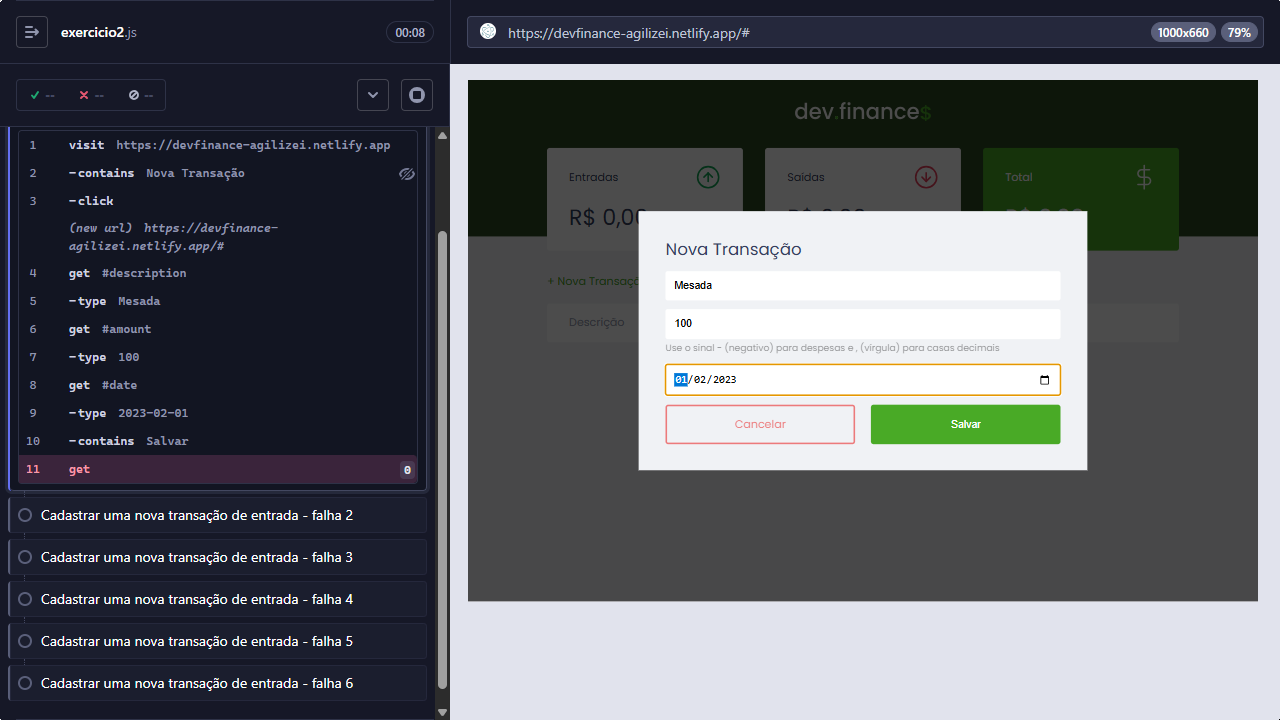 exercicio2.js
00:08
--
--
--
1 visit https://devfinance-agilizei.netlify.app
2 -contains Nova Transação
3 -click
(new url) https://devfinance-
agilizei.netlify.app/#
4 get #description
5 -type Mesada
6 get #amount
7 -type 100
8 get #date
9 -type 2023-02-01
10 -contains Salvar
11 get 0
Cadastrar uma nova transação de entrada - falha 2
Cadastrar uma nova transação de entrada - falha 3
Cadastrar uma nova transação de entrada - falha 4
Cadastrar uma nova transação de entrada - falha 5
Cadastrar uma nova transação de entrada - falha 6
https://devfinance-agilizei.netlify.app/#
1000x660 79%
dev.finance$
Entradas
Saídas
Total
$
R$ 0,00
R$ 0,00
R$ 0,00
+ Nova Transaç
Descrição
Nova Transação
Mesada
100
Use o sinal - (negativo) para despesas e , (vírgula) para casas decimais
01/02/2023
Cancelar
Salvar